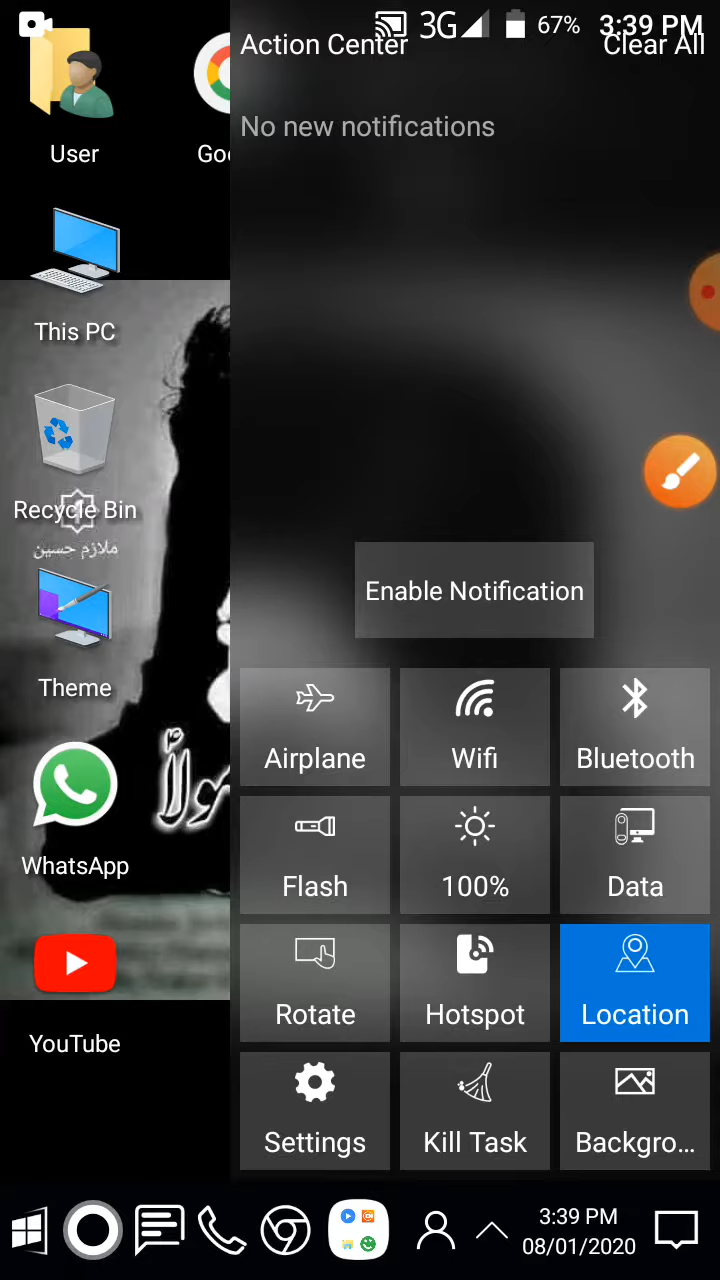 3G 67% 3:39 PM
Action Center
Clear All
No new notifications
User
This PC
Recycle Bin
ملازم حسين
Theme
WhatsApp
YouTube
Enable Notification
Airplane
Wifi
Bluetooth
Flash
100%
Data
Rotate
Hotspot
Location
Settings
Kill Task
Backgro...
3:39 PM
08/01/2020